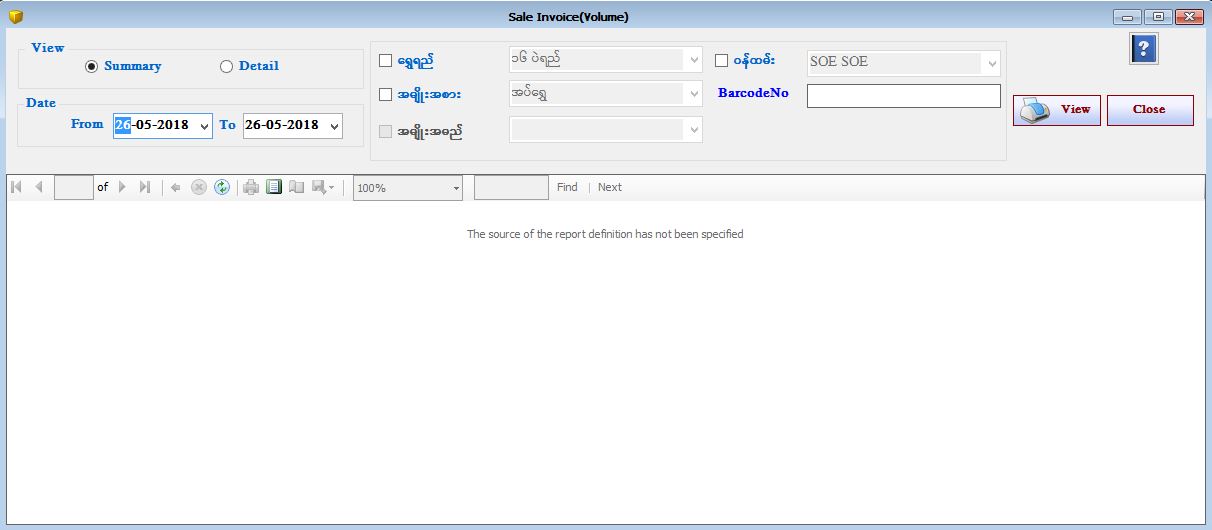 Sale Invoice(Volume)
View
Summary
Detail
Date
From 26-05-2018 To 26-05-2018
ရွှေရည် ၁၆ ပဲရည်
အမျိုးအစား အပ်ရွှေ
အမျိုးအမည်
ဝန်ထမ်း SOE SOE
BarcodeNo
View
Close
of 100% Find | Next
The source of the report definition has not been specified